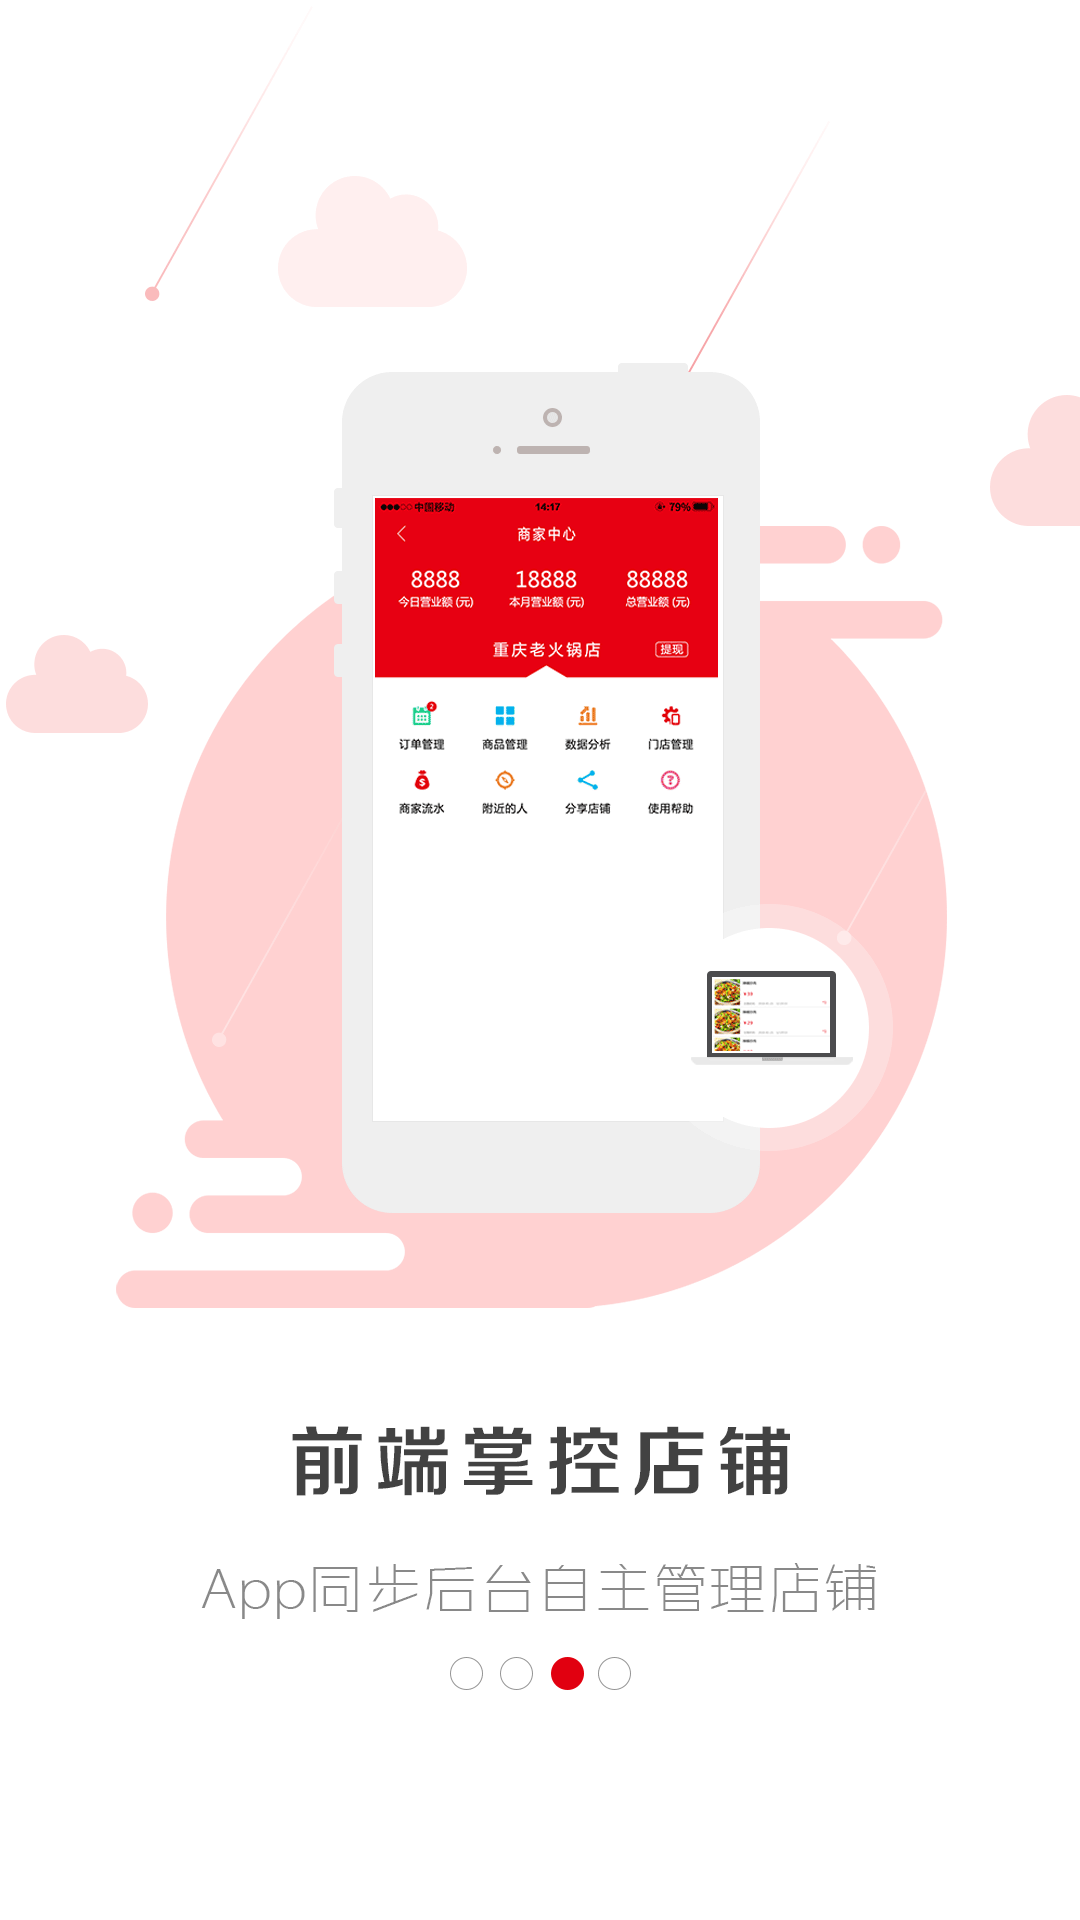 中国移动 14:17 79%
商家中心
8888 18888 88888
今日营业额 (元) 本月营业额 (元) 总营业额 (元)
重庆老火锅店 提现
2
订单管理 商品管理 数据分析 门店管理
商家流水 附近的人 分享店铺 使用帮助
前端掌控店铺
App同步后台自主管理店铺